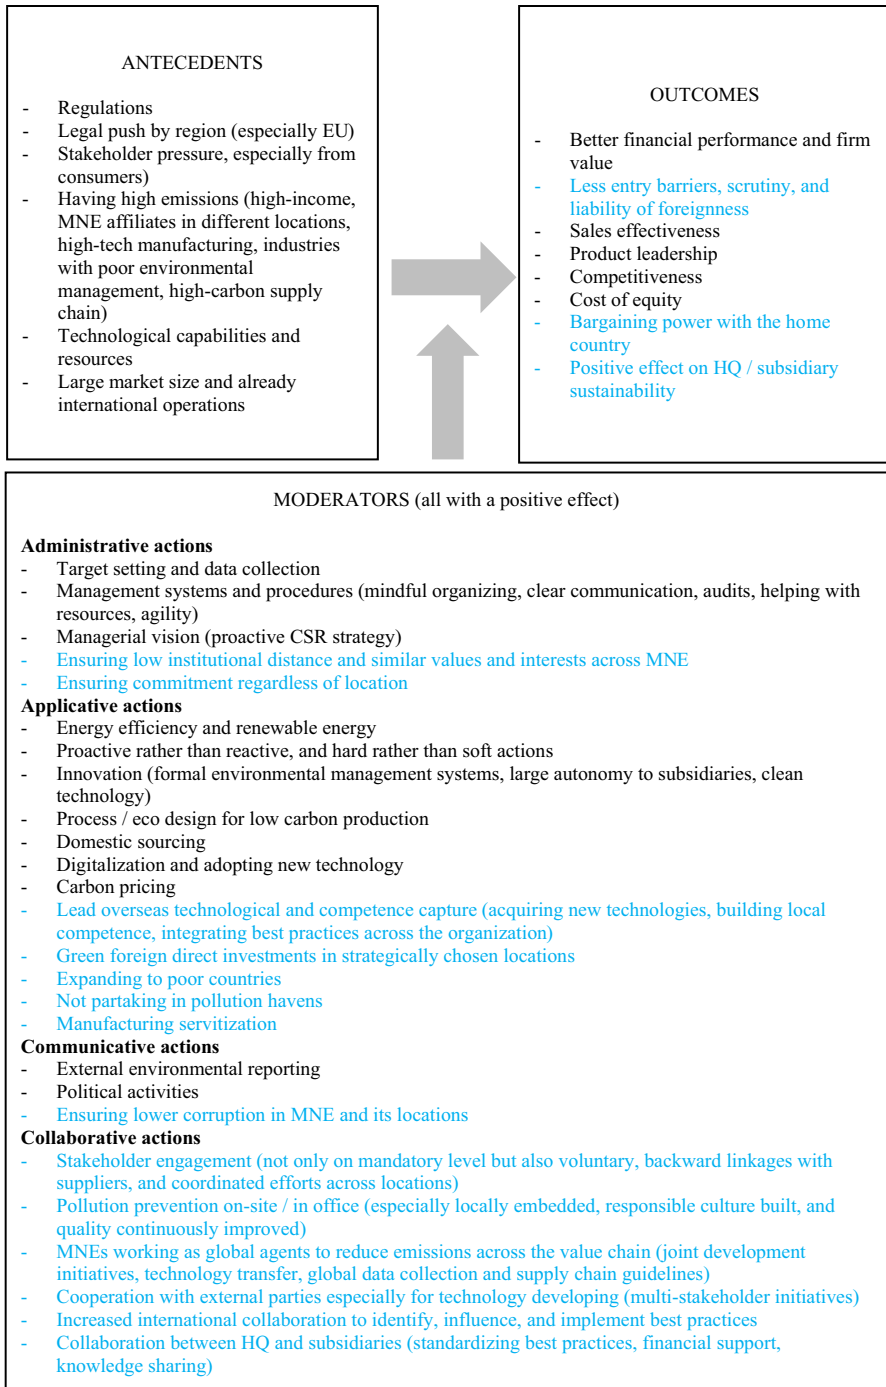 ANTECEDENTS
- Regulations
- Legal push by region (especially EU)
- Stakeholder pressure, especially from
consumers)
- Having high emissions (high-income,
MNE affiliates in different locations,
high-tech manufacturing, industries
with poor environmental
management, high-carbon supply
chain)
- Technological capabilities and
resources
- Large market size and already
international operations
OUTCOMES
- Better financial performance and firm
value
- Less entry barriers, scrutiny, and
liability of foreignness
- Sales effectiveness
- Product leadership
- Competitiveness
- Cost of equity
- Bargaining power with the home
country
- Positive effect on HQ / subsidiary
sustainability
MODERATORS (all with a positive effect)
Administrative actions
- Target setting and data collection
- Management systems and procedures (mindful organizing, clear communication, audits, helping with
resources, agility)
- Managerial vision (proactive CSR strategy)
- Ensuring low institutional distance and similar values and interests across MNE
- Ensuring commitment regardless of location
Applicative actions
- Energy efficiency and renewable energy
- Proactive rather than reactive, and hard rather than soft actions
- Innovation (formal environmental management systems, large autonomy to subsidiaries, clean
technology)
- Process / eco design for low carbon production
- Domestic sourcing
- Digitalization and adopting new technology
- Carbon pricing
- Lead overseas technological and competence capture (acquiring new technologies, building local
competence, integrating best practices across the organization)
- Green foreign direct investments in strategically chosen locations
- Expanding to poor countries
- Not partaking in pollution havens
- Manufacturing servitization
Communicative actions
- External environmental reporting
- Political activities
- Ensuring lower corruption in MNE and its locations
Collaborative actions
- Stakeholder engagement (not only on mandatory level but also voluntary, backward linkages with
suppliers, and coordinated efforts across locations)
- Pollution prevention on-site / in office (especially locally embedded, responsible culture built, and
quality continuously improved)
- MNEs working as global agents to reduce emissions across the value chain (joint development
initiatives, technology transfer, global data collection and supply chain guidelines)
- Cooperation with external parties especially for technology developing (multi-stakeholder initiatives)
- Increased international collaboration to identify, influence, and implement best practices
- Collaboration between HQ and subsidiaries (standardizing best practices, financial support,
knowledge sharing)